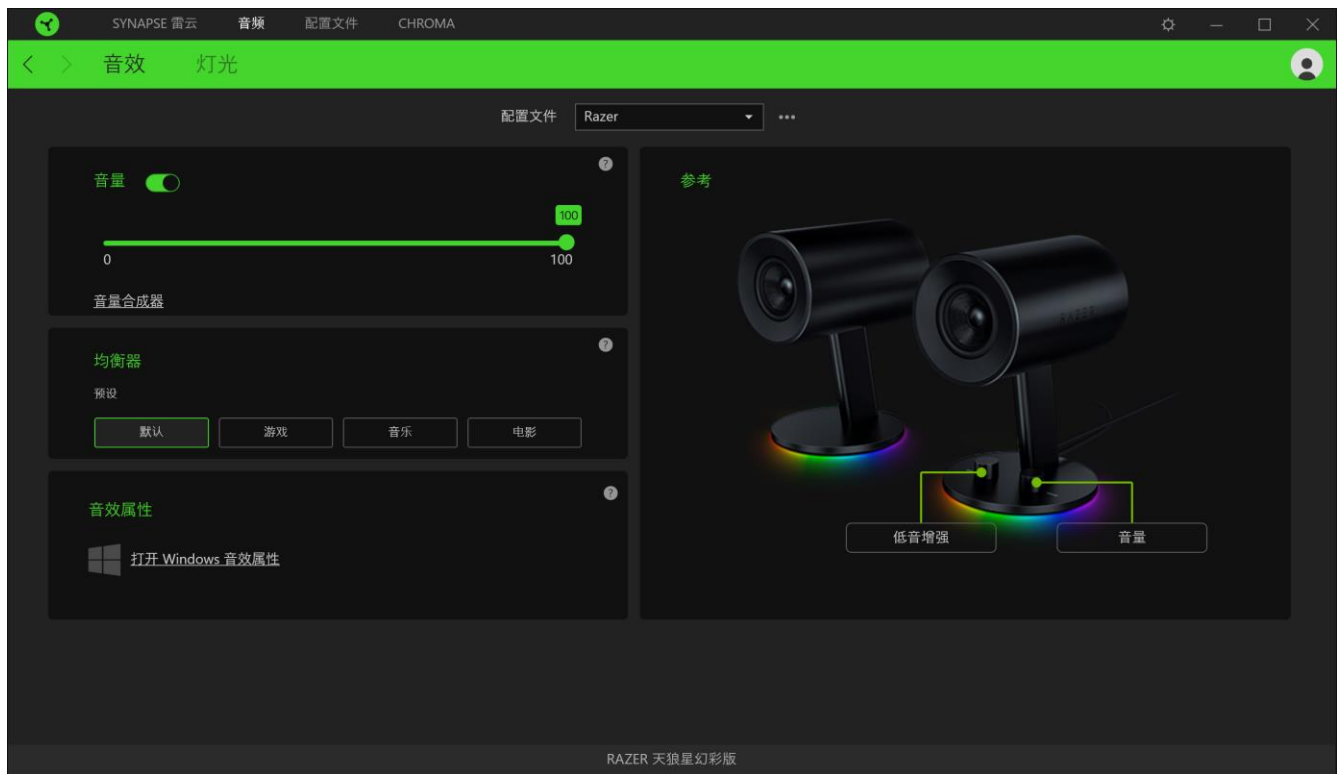 SYNAPSE 雷云 音频 配置文件 CHROMA
音效 灯光
配置文件 Razer
音量
100
0 100
音量合成器
均衡器
预设
默认 游戏 音乐 电影
音效属性
打开 Windows 音效属性
参考
RAZER
低音增强 音量
RAZER 天狼星幻彩版